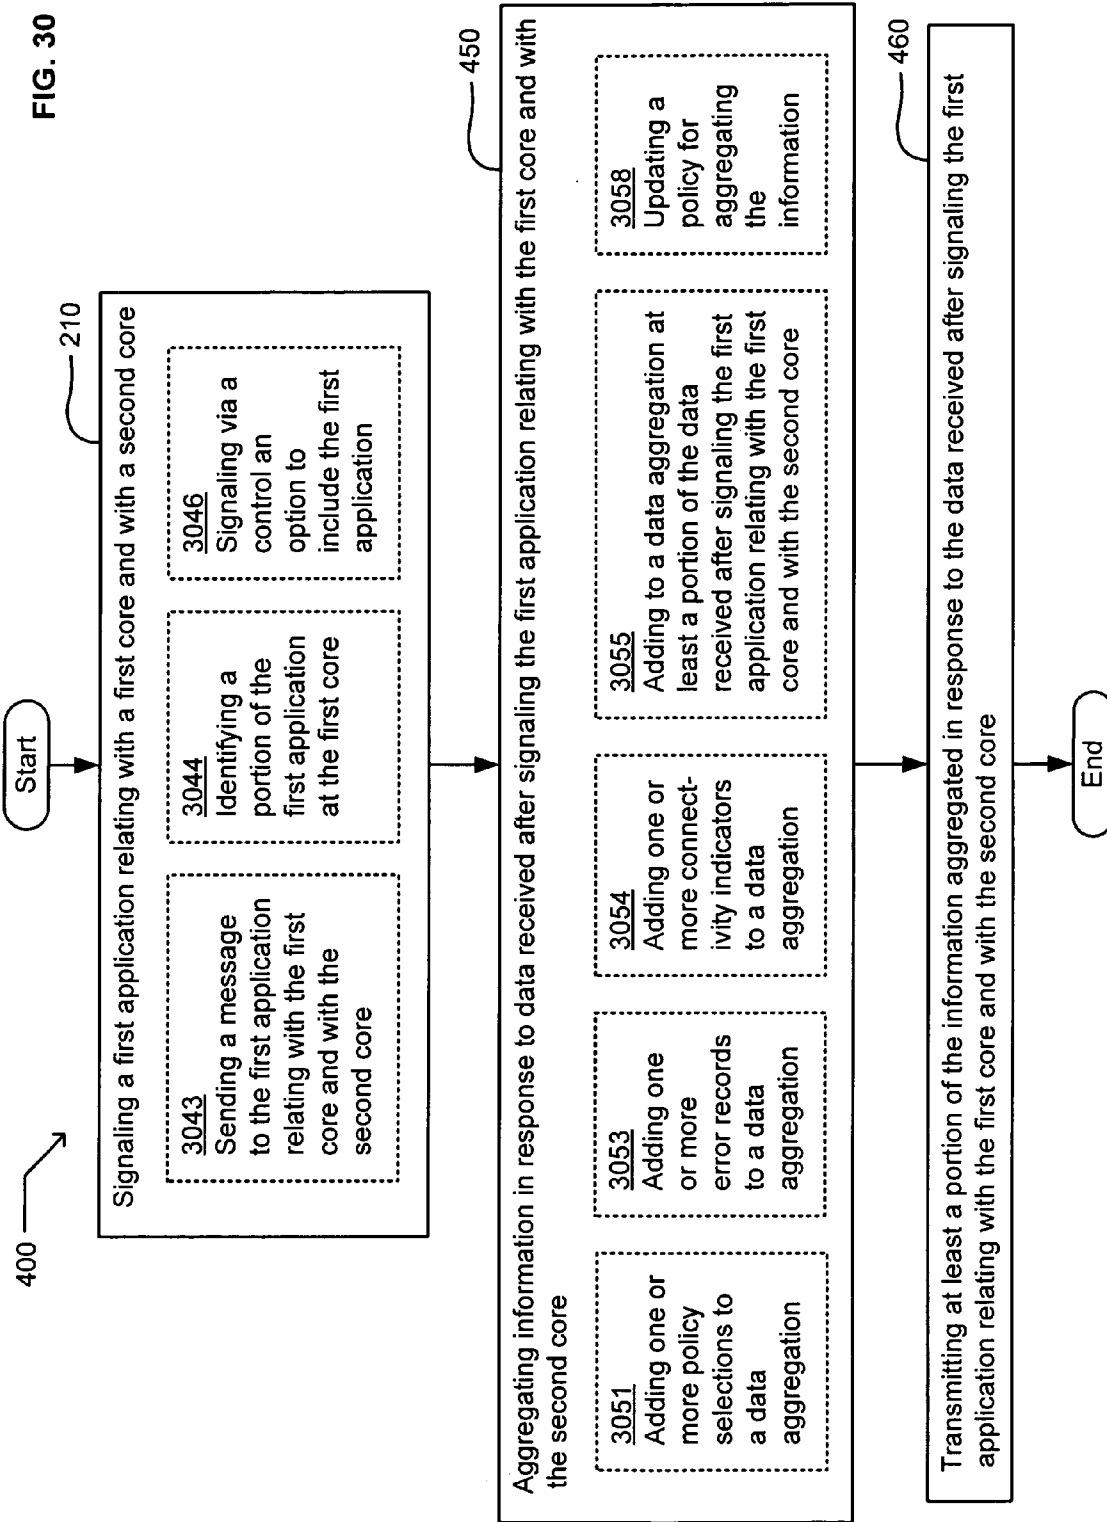 FIG. 30
400
Start
210
Signaling a first application relating with a first core and with a second core
3043
Sending a message
to the first application
relating with the first
core and with the
second core
3044
Identifying a
portion of the
first application
at the first core
3046
Signaling via a
control an
option to
include the first
application
450
Aggregating information in response to data received after signaling the first application relating with the first core and with
the second core
3051
Adding one or
more policy
selections to
a data
aggregation
3053
Adding one
or more
error records
to a data
aggregation
3054
Adding one or
more connect-
ivity indicators
to a data
aggregation
3055
Adding to a data aggregation at
least a portion of the data
received after signaling the first
application relating with the first
core and with the second core
3058
Updating a
policy for
aggregating
the
information
460
Transmitting at least a portion of the information aggregated in response to the data received after signaling the first
application relating with the first core and with the second core
End